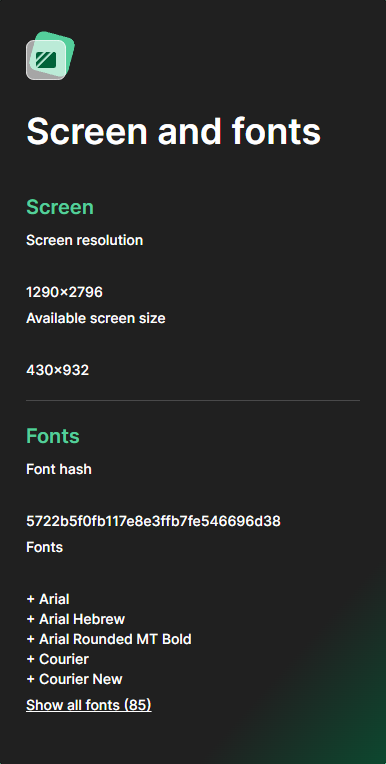 Screen and fonts
Screen
Screen resolution
1290×2796
Available screen size
430×932
Fonts
Font hash
5722b5f0fb117e8e3ffb7fe546696d38
Fonts
+ Arial
+ Arial Hebrew
+ Arial Rounded MT Bold
+ Courier
+ Courier New
Show all fonts (85)